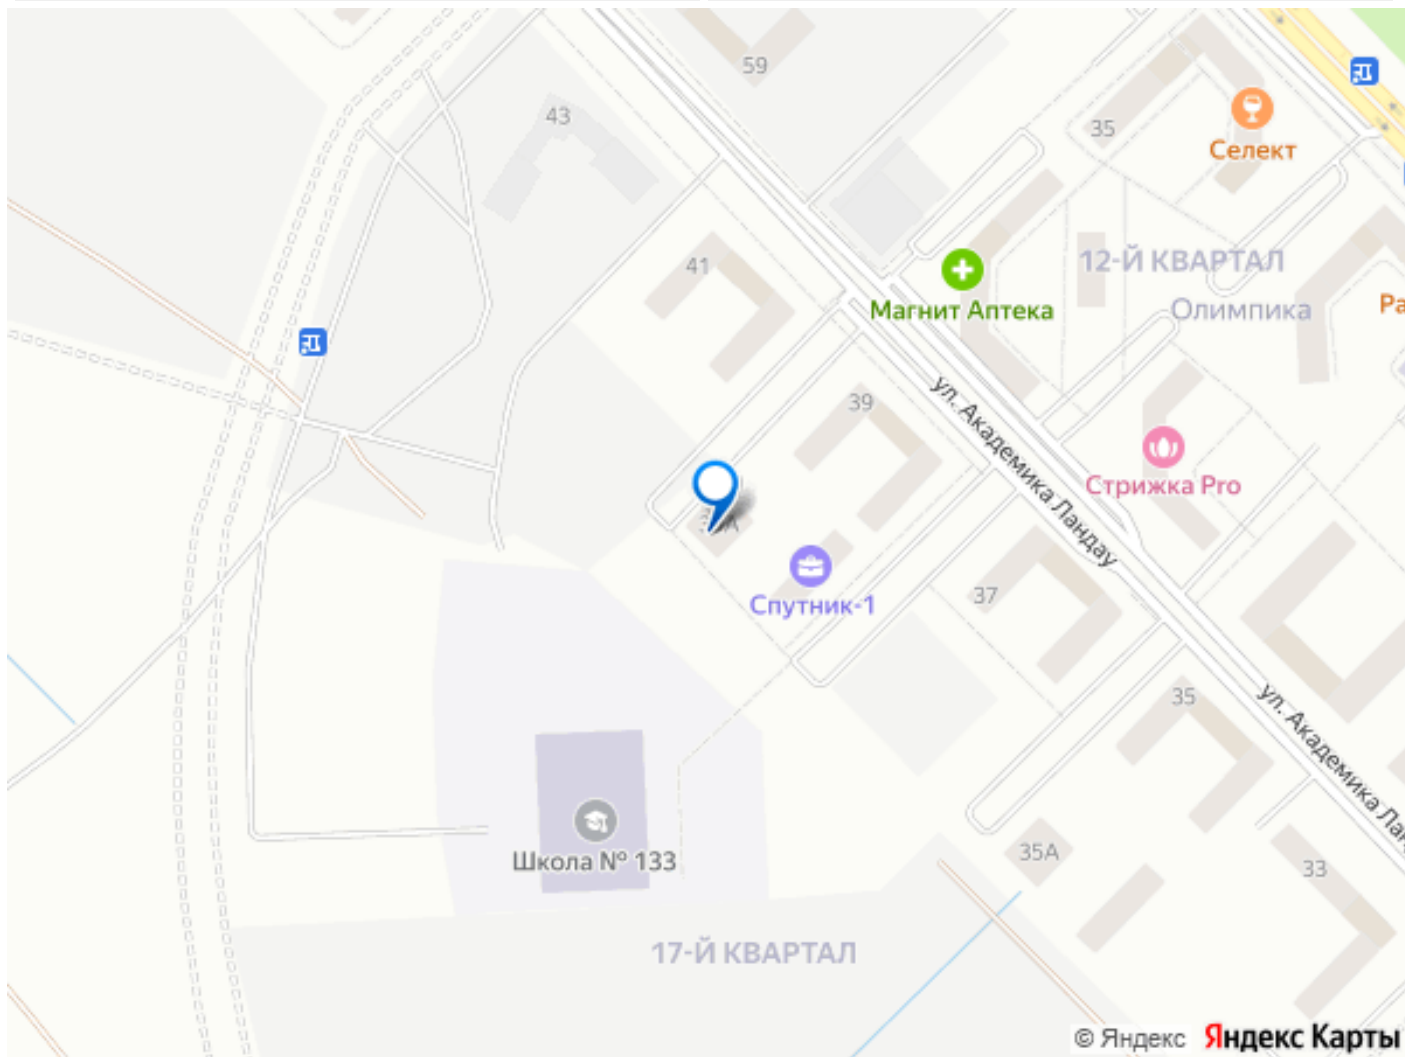 59
43
35
Селект
41
12-Й КВАРТАЛ
Магнит Аптека
Олимпика
Ра
39
ул. Академика Ландау
Стрижка Pro
Спутник-1
37
35
ул. Академика Лан
Школа № 133
35А
33
17-Й КВАРТАЛ
© Яндекс Яндекс Карты